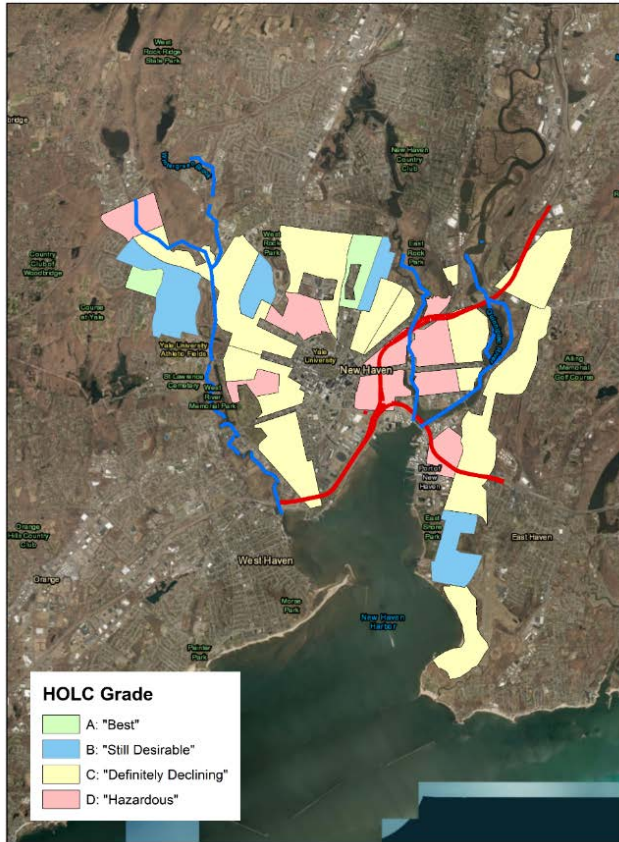 West
Rock Ridge
State Park
bridge
New Haven
Country
Club
Country
Club of
Woodbridge
West
Rock
Park
East
Rock
Park
Course
at Yale
Yale University
Athletic Fields
Yale
University
New Haven
Alling
Memorial
Golf Course
St Lawrence
Cemetery
West
River
Memorial Park
Port of
New
Haven
East
Shore
Park
East Haven
Orange
Hills Country
Club
Orange
West Haven
Morse
Park
New Haven
Harbor
Painter
Park
HOLC Grade
A: "Best"
B: "Still Desirable"
C: "Definitely Declining"
D: "Hazardous"